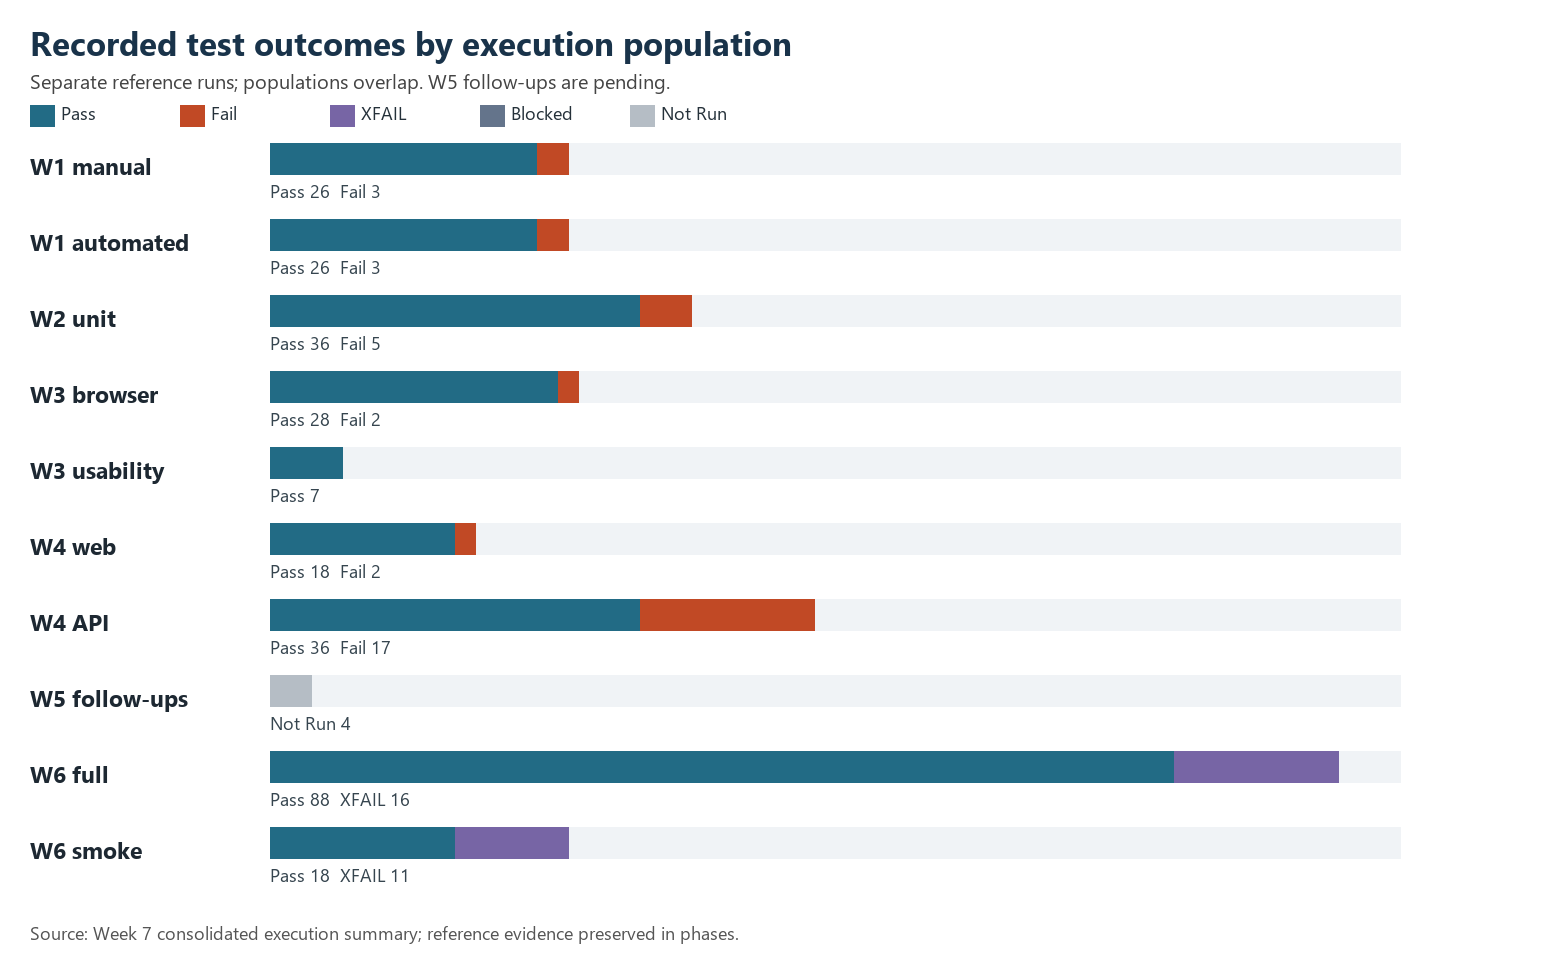 Recorded test outcomes by execution population
Separate reference runs; populations overlap. W5 follow-ups are pending.
Pass Fail XFAIL Blocked Not Run
W1 manual
Pass 26 Fail 3
W1 automated
Pass 26 Fail 3
W2 unit
Pass 36 Fail 5
W3 browser
Pass 28 Fail 2
W3 usability
Pass 7
W4 web
Pass 18 Fail 2
W4 API
Pass 36 Fail 17
W5 follow-ups
Not Run 4
W6 full
Pass 88 XFAIL 16
W6 smoke
Pass 18 XFAIL 11
Source: Week 7 consolidated execution summary; reference evidence preserved in phases.